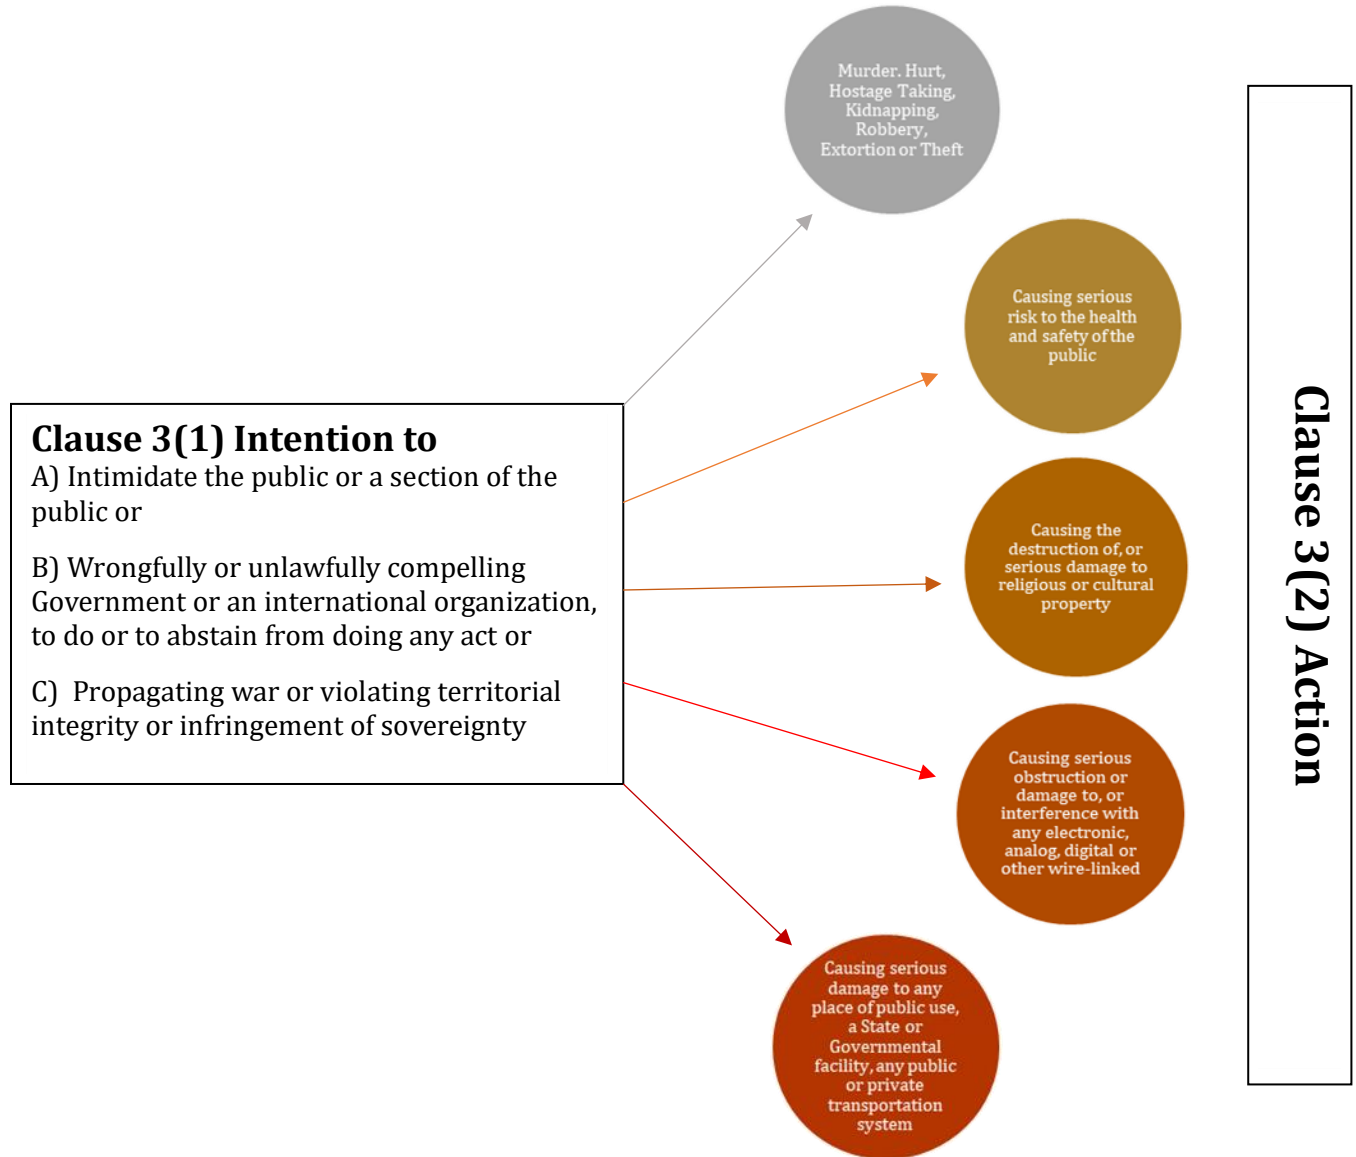 Murder. Hurt,
Hostage Taking,
Kidnapping,
Robbery,
Extortion or Theft
Causing serious
risk to the health
and safety of the
public
Clause 3(1) Intention to
A) Intimidate the public or a section of the
public or
B) Wrongfully or unlawfully compelling
Government or an international organization,
to do or to abstain from doing any act or
C) Propagating war or violating territorial
integrity or infringement of sovereignty
Causing the
destruction of, or
serious damage to
religious or cultural
property
Causing serious
obstruction or
damage to, or
interference with
any electronic,
analog, digital or
other wire-linked
Causing serious
damage to any
place of public use,
a State or
Governmental
facility, any public
or private
transportation
system
Clause 3(2) Action